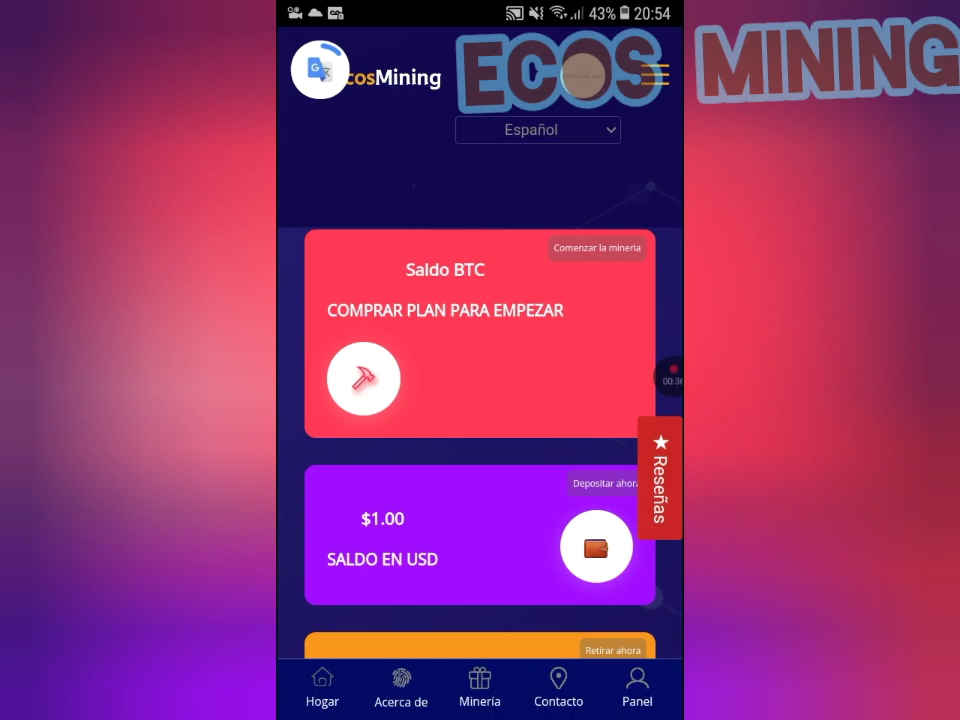 43% 20:54
cosMining
ECOS MINING
Español
Comenzar la mineria
Saldo BTC
COMPRAR PLAN PARA EMPEZAR
00:36
★ Reseñas
Depositar ahora
$1.00
SALDO EN USD
Retirar ahora
Hogar
Acerca de
Minería
Contacto
Panel